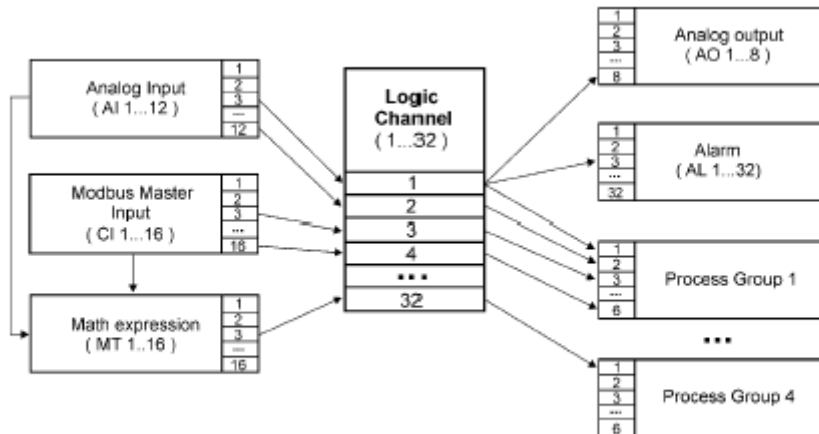 Analog Input
( AI 1...12 )
1
2
3
---
12
Modbus Master
Input
( CI 1...16 )
1
2
3
...
16
Math expression
( MT 1..16 )
1
2
3
---
16
Logic
Channel
( 1...32 )
1
2
3
4
...
32
1
2
3
...
8
Analog output
( AO 1...8 )
1
2
3
...
32
Alarm
(AL 1...32)
1
2
3
...
6
Process Group 1
...
1
2
3
...
6
Process Group 4